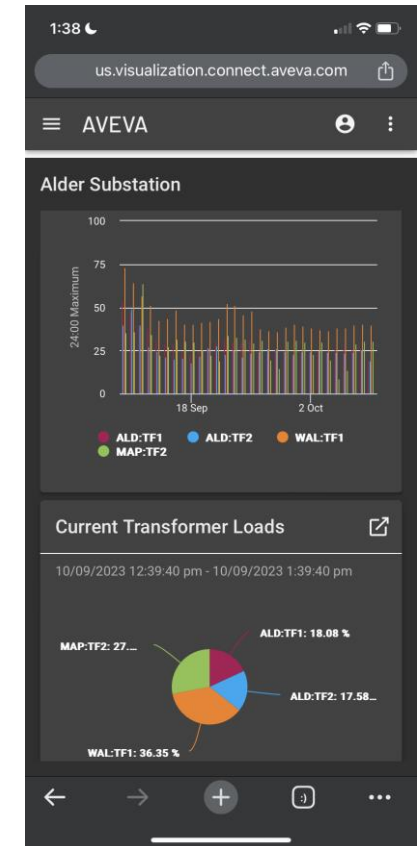 1:38
us.visualization.connect.aveva.com
AVEVA
Alder Substation
100
75
50
25
0
24:00 Maximum
18 Sep
2 Oct
ALD:TF1 ALD:TF2 WAL:TF1
MAP:TF2
Current Transformer Loads
10/09/2023 12:39:40 pm - 10/09/2023 1:39:40 pm
ALD:TF1: 18.08 %
MAP:TF2: 27....
ALD:TF2: 17.58...
WAL:TF1: 36.35 %
:)